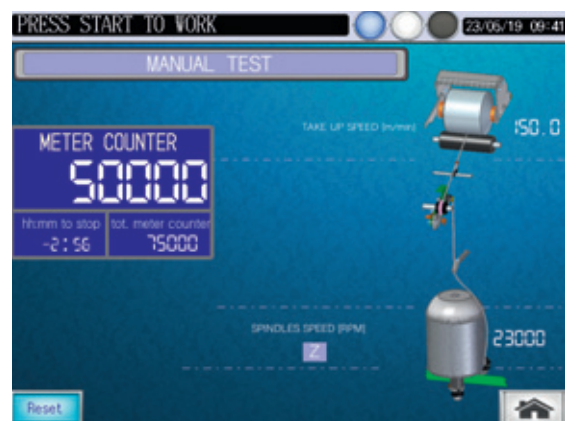 PRESS START TO WORK
23/05/19 09:41
MANUAL TEST
TAKE UP SPEED (m/min)
150.0
METER COUNTER
50000
hh:mm to stop
tot. meter counter
-2:56
75000
SPINDLES SPEED (RPM)
Z
23000
Reset